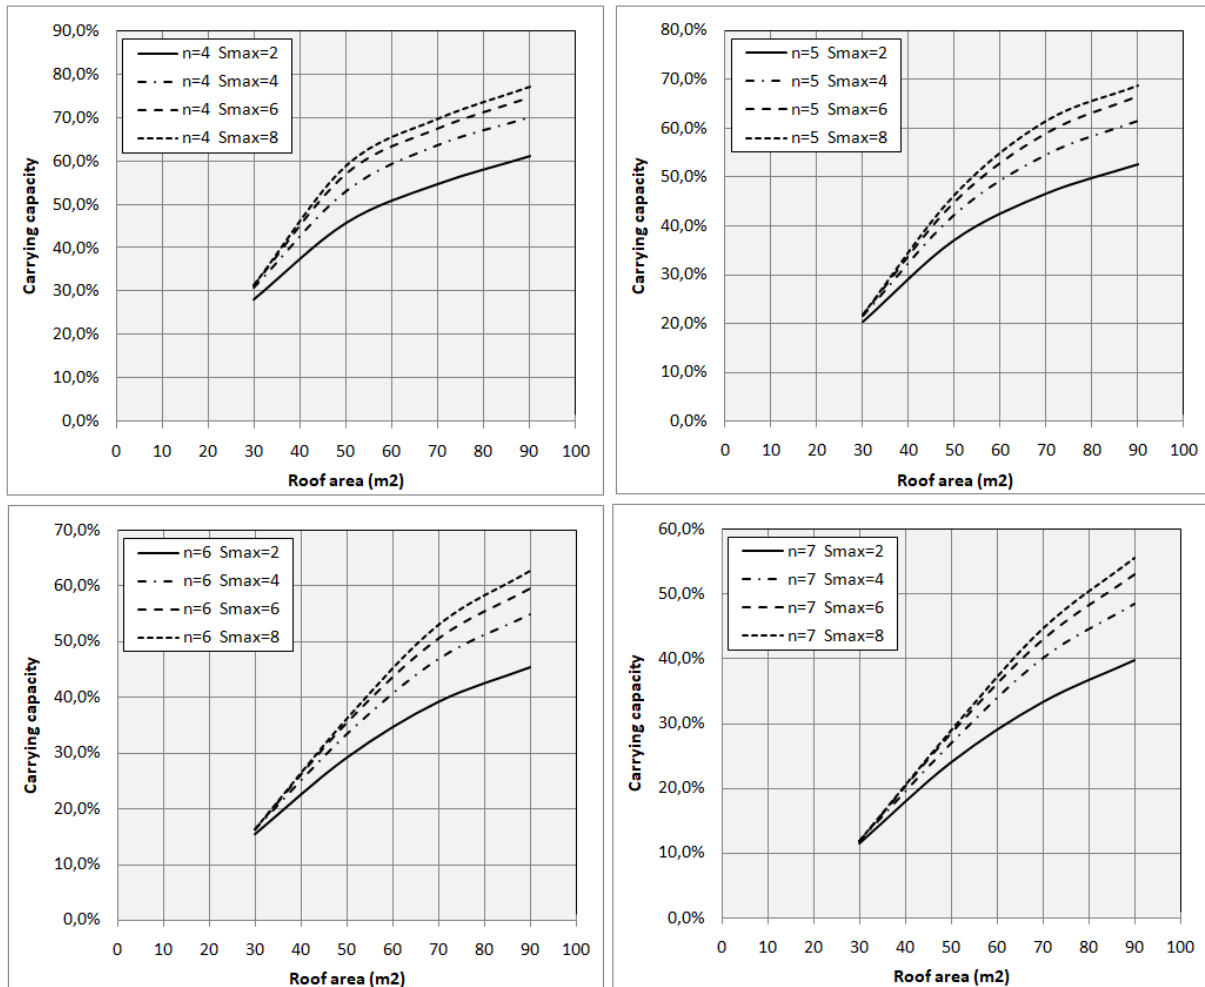 90,0%
80,0%
70,0%
60,0%
50,0%
40,0%
30,0%
20,0%
10,0%
0,0%
Carrying capacity
n=4 Smax=2
n=4 Smax=4
n=4 Smax=6
n=4 Smax=8
0 10 20 30 40 50 60 70 80 90 100
Roof area (m2)
80,0%
70,0%
60,0%
50,0%
40,0%
30,0%
20,0%
10,0%
0,0%
Carrying capacity
n=5 Smax=2
n=5 Smax=4
n=5 Smax=6
n=5 Smax=8
0 10 20 30 40 50 60 70 80 90 100
Roof area (m2)
70,0%
60,0%
50,0%
40,0%
30,0%
20,0%
10,0%
0,0%
Carrying capacity
n=6 Smax=2
n=6 Smax=4
n=6 Smax=6
n=6 Smax=8
0 10 20 30 40 50 60 70 80 90 100
Roof area (m2)
60,0%
50,0%
40,0%
30,0%
20,0%
10,0%
0,0%
Carrying capacity
n=7 Smax=2
n=7 Smax=4
n=7 Smax=6
n=7 Smax=8
0 10 20 30 40 50 60 70 80 90 100
Roof area (m2)